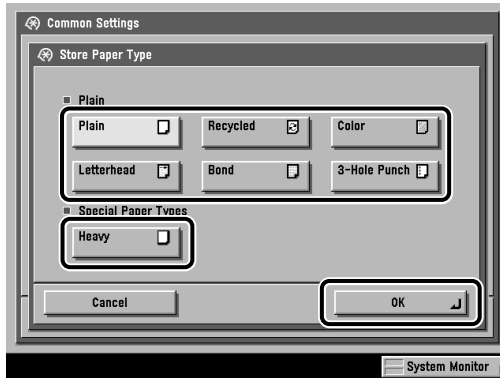 Common Settings
Store Paper Type
Plain
Plain Recycled Color
Letterhead Bond 3-Hole Punch
Special Paper Types
Heavy
Cancel OK
System Monitor